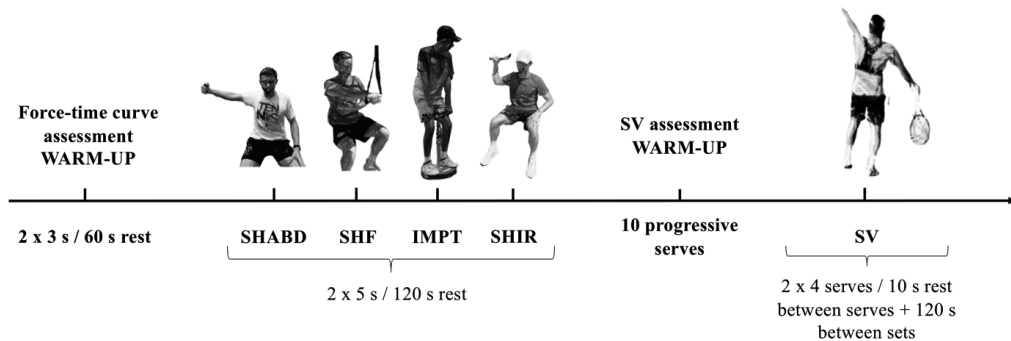 Force-time curve
assessment
WARM-UP
SV assessment
WARM-UP
2 x 3 s / 60 s rest
SHABD
SHF
IMPT
SHIR
10 progressive
serves
SV
2 x 5 s / 120 s rest
2 x 4 serves / 10 s rest
between serves + 120 s
between sets